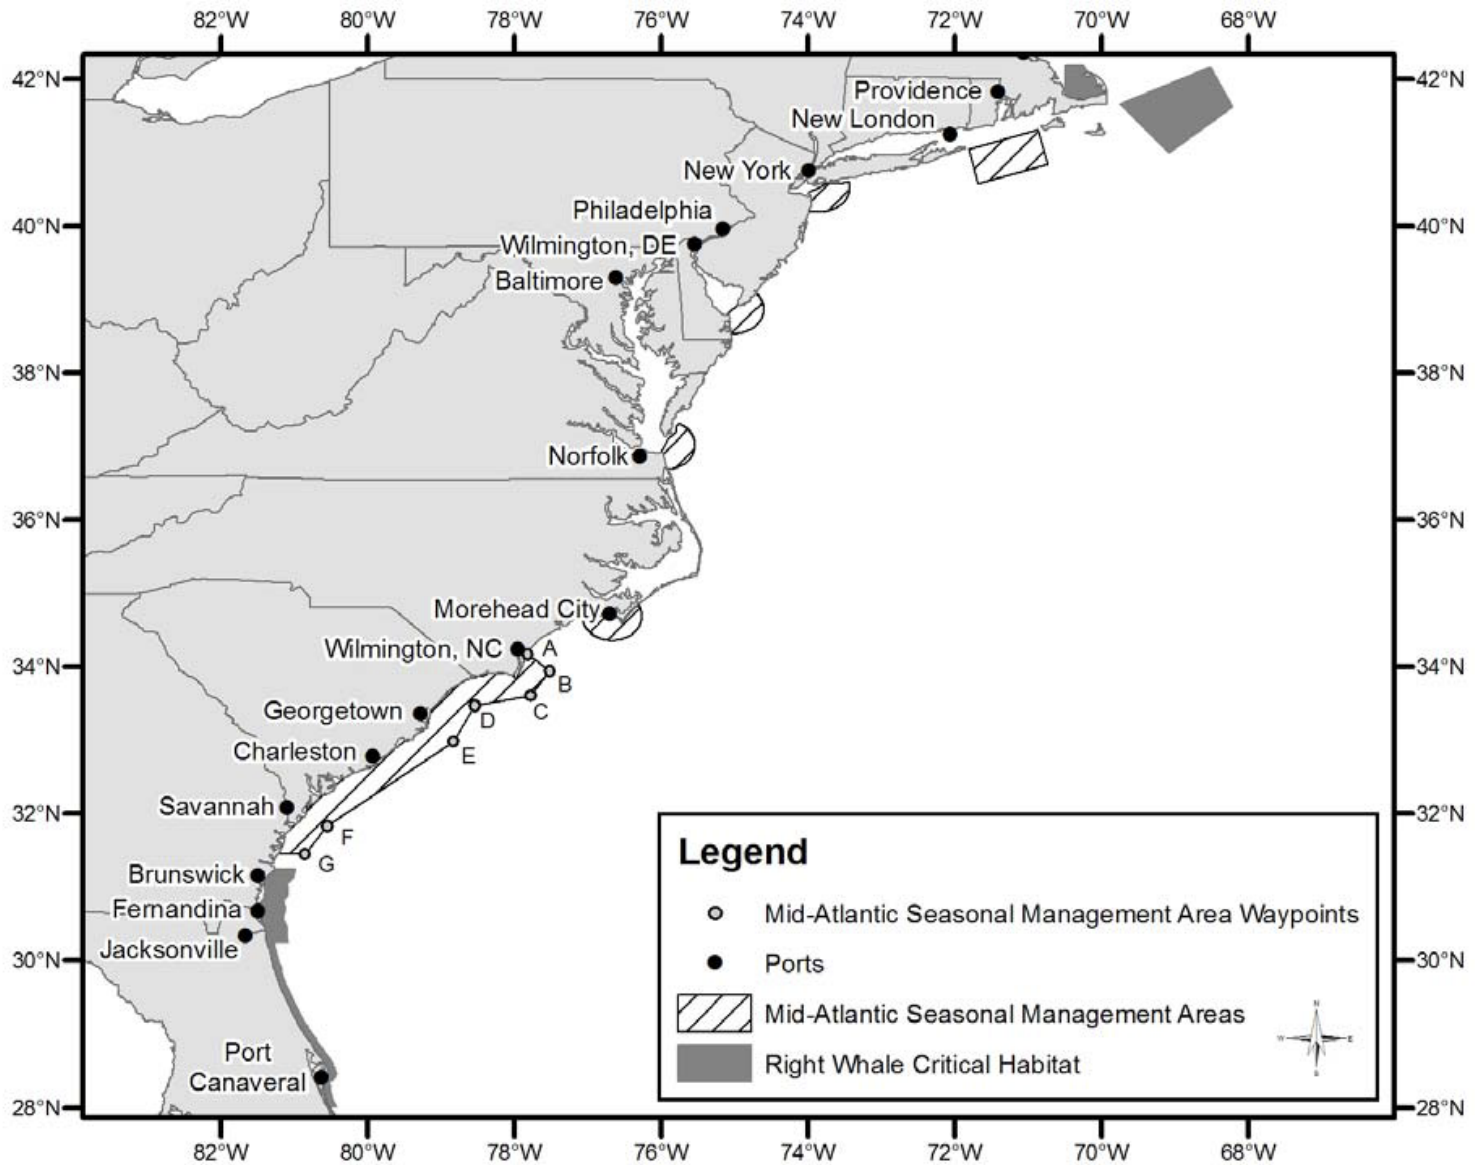 82°W 80°W 78°W 76°W 74°W 72°W 70°W 68°W
42°N 42°N
Providence
New London
New York
Philadelphia
40°N 40°N
Wilmington, DE
Baltimore
38°N 38°N
Norfolk
36°N 36°N
Morehead City
Wilmington, NC A
34°N 34°N
B
Georgetown C
D
Charleston E
Savannah 32°N 32°N
F
Legend
G
Brunswick
Fernandina Mid-Atlantic Seasonal Management Area Waypoints
Jacksonville
30°N Ports 30°N
N
Mid-Atlantic Seasonal Management Areas
W E
Port
Right Whale Critical Habitat
S
Canaveral
28°N 28°N
82°W 80°W 78°W 76°W 74°W 72°W 70°W 68°W